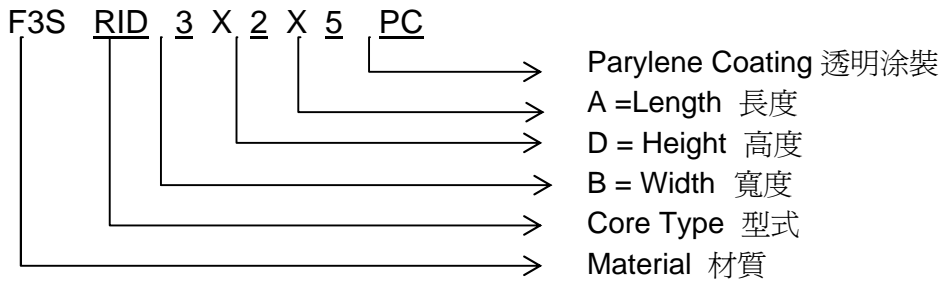 F3S RID 3 X 2 X 5 PC
Parylene Coating 透明涂裝
A =Length 長度
D = Height 高度
B = Width 寬度
Core Type 型式
Material 材質